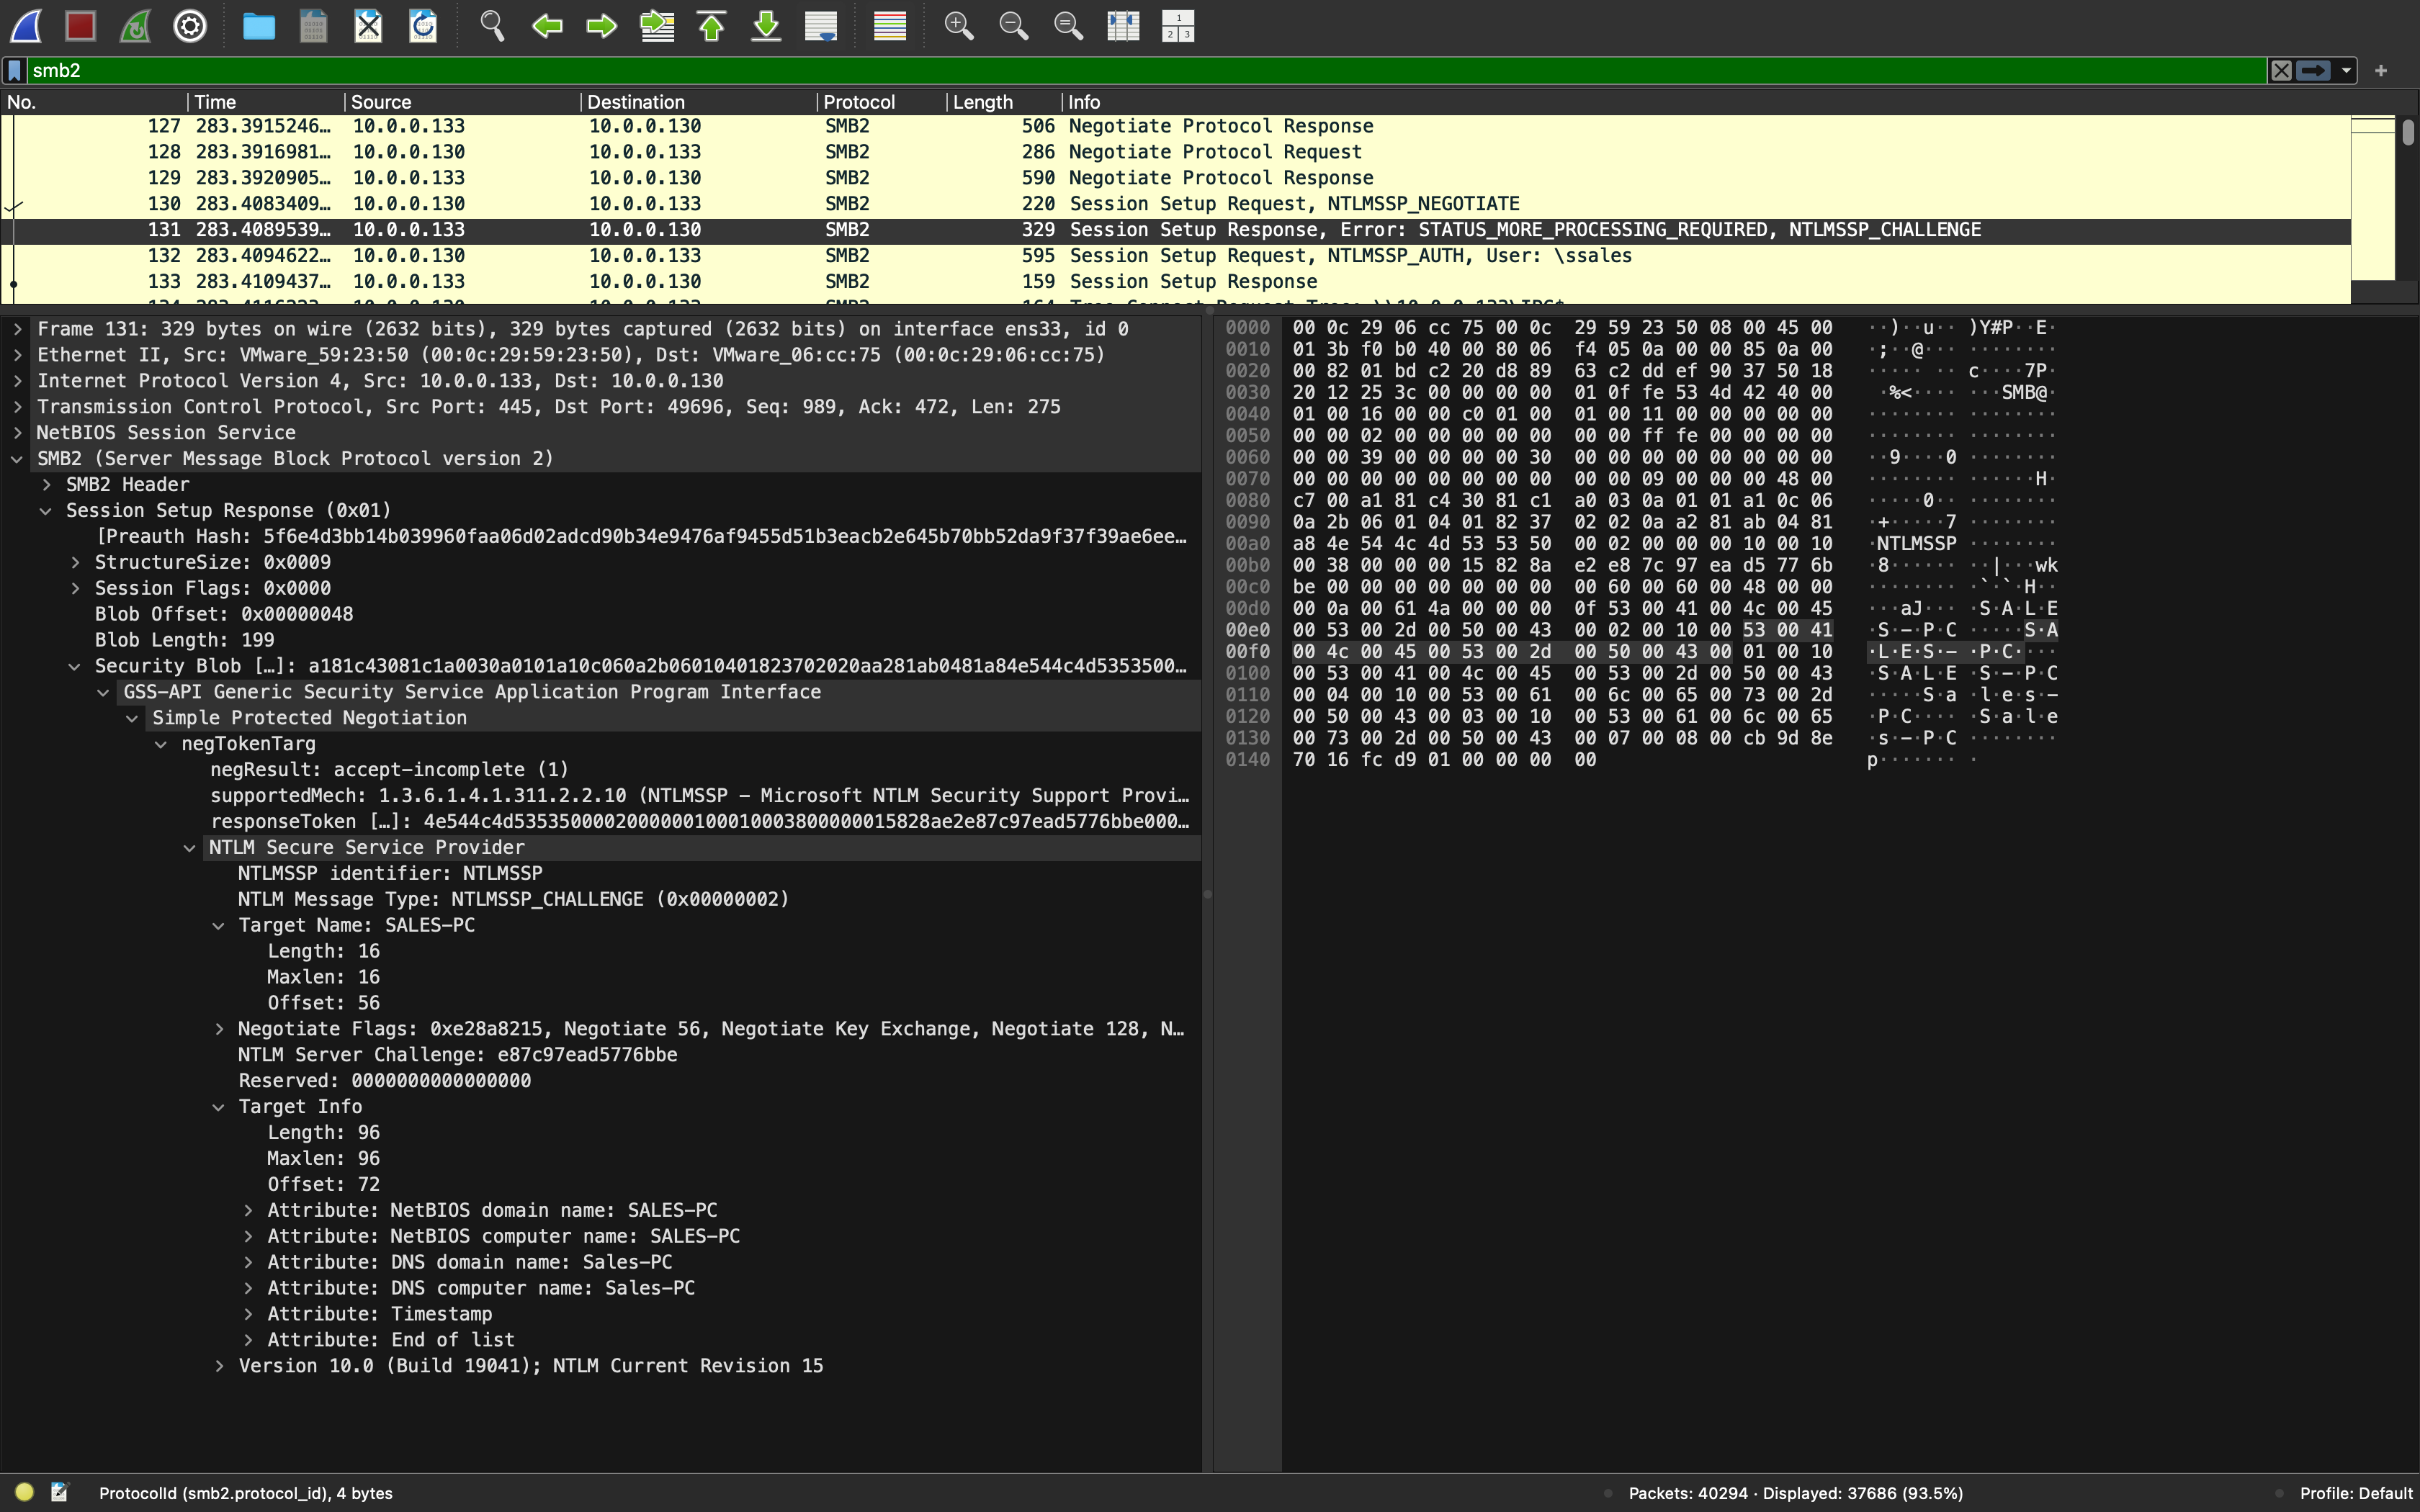 smb2
No. Time Source Destination Protocol Length Info
127 283.3915246… 10.0.0.133 10.0.0.130 SMB2 506 Negotiate Protocol Response
128 283.3916981… 10.0.0.130 10.0.0.133 SMB2 286 Negotiate Protocol Request
129 283.3920905… 10.0.0.133 10.0.0.130 SMB2 590 Negotiate Protocol Response
130 283.4083409… 10.0.0.130 10.0.0.133 SMB2 220 Session Setup Request, NTLMSSP_NEGOTIATE
131 283.4089539… 10.0.0.133 10.0.0.130 SMB2 329 Session Setup Response, Error: STATUS_MORE_PROCESSING_REQUIRED, NTLMSSP_CHALLENGE
132 283.4094622… 10.0.0.130 10.0.0.133 SMB2 595 Session Setup Request, NTLMSSP_AUTH, User: \ssales
133 283.4109437… 10.0.0.133 10.0.0.130 SMB2 159 Session Setup Response
Frame 131: 329 bytes on wire (2632 bits), 329 bytes captured (2632 bits) on interface ens33, id 0
Ethernet II, Src: VMware_59:23:50 (00:0c:29:59:23:50), Dst: VMware_06:cc:75 (00:0c:29:06:cc:75)
Internet Protocol Version 4, Src: 10.0.0.133, Dst: 10.0.0.130
Transmission Control Protocol, Src Port: 445, Dst Port: 49696, Seq: 989, Ack: 472, Len: 275
NetBIOS Session Service
SMB2 (Server Message Block Protocol version 2)
SMB2 Header
Session Setup Response (0x01)
[Preauth Hash: 5f6e4d3bb14b039960faa06d02adcd90b34e9476af9455d51b3eacb2e645b70bb52da9f37f39ae6ee…
StructureSize: 0x0009
Session Flags: 0x0000
Blob Offset: 0x00000048
Blob Length: 199
Security Blob […]: a181c43081c1a0030a0101a10c060a2b06010401823702020aa281ab0481a84e544c4d5353500…
GSS-API Generic Security Service Application Program Interface
Simple Protected Negotiation
negTokenTarg
negResult: accept-incomplete (1)
supportedMech: 1.3.6.1.4.1.311.2.2.10 (NTLMSSP – Microsoft NTLM Security Support Provi…
responseToken […]: 4e544c4d5353500002000000100010003800000015828ae2e87c97ead5776bbe000…
NTLM Secure Service Provider
NTLMSSP identifier: NTLMSSP
NTLM Message Type: NTLMSSP_CHALLENGE (0x00000002)
Target Name: SALES-PC
Length: 16
Maxlen: 16
Offset: 56
Negotiate Flags: 0xe28a8215, Negotiate 56, Negotiate Key Exchange, Negotiate 128, N…
NTLM Server Challenge: e87c97ead5776bbe
Reserved: 0000000000000000
Target Info
Length: 96
Maxlen: 96
Offset: 72
Attribute: NetBIOS domain name: SALES-PC
Attribute: NetBIOS computer name: SALES-PC
Attribute: DNS domain name: Sales-PC
Attribute: DNS computer name: Sales-PC
Attribute: Timestamp
Attribute: End of list
Version 10.0 (Build 19041); NTLM Current Revision 15
0000 00 0c 29 06 cc 75 00 0c 29 59 23 50 08 00 45 00 ··)··u·· )Y#P··E·
0010 01 3b f0 b0 40 00 80 06 f4 05 0a 00 00 85 0a 00 ·;··@··· ········
0020 00 82 01 bd c2 20 d8 89 63 c2 dd ef 90 37 50 18 ····· ·· c····7P·
0030 20 12 25 3c 00 00 00 00 01 0f fe 53 4d 42 40 00  ·%<···· ···SMB@·
0040 01 00 16 00 00 c0 01 00 01 00 11 00 00 00 00 00 ········ ········
0050 00 00 02 00 00 00 00 00 00 00 ff fe 00 00 00 00 ········ ········
0060 00 00 39 00 00 00 00 30 00 00 00 00 00 00 00 00 ··9····0 ········
0070 00 00 00 00 00 00 00 00 00 00 09 00 00 00 48 00 ········ ······H·
0080 c7 00 a1 81 c4 30 81 c1 a0 03 0a 01 01 a1 0c 06 ·····0·· ········
0090 0a 2b 06 01 04 01 82 37 02 02 0a a2 81 ab 04 81 ·+·····7 ········
00a0 a8 4e 54 4c 4d 53 53 50 00 02 00 00 00 10 00 10 ·NTLMSSP ········
00b0 00 38 00 00 00 15 82 8a e2 e8 7c 97 ea d5 77 6b ·8······ ··|···wk
00c0 be 00 00 00 00 00 00 00 00 60 00 60 00 48 00 00 ········ ·`·`·H··
00d0 00 0a 00 61 4a 00 00 00 0f 53 00 41 00 4c 00 45 ···aJ··· ·S·A·L·E
00e0 00 53 00 2d 00 50 00 43 00 02 00 10 00 53 00 41 ·S·–·P·C ·····S·A
00f0 00 4c 00 45 00 53 00 2d 00 50 00 43 00 01 00 10 ·L·E·S·– ·P·C····
0100 00 53 00 41 00 4c 00 45 00 53 00 2d 00 50 00 43 ·S·A·L·E ·S·–·P·C
0110 00 04 00 10 00 53 00 61 00 6c 00 65 00 73 00 2d ·····S·a ·l·e·s·–
0120 00 50 00 43 00 03 00 10 00 53 00 61 00 6c 00 65 ·P·C···· ·S·a·l·e
0130 00 73 00 2d 00 50 00 43 00 07 00 08 00 cb 9d 8e ·s·–·P·C ········
0140 70 16 fc d9 01 00 00 00 00 p······· ·
ProtocolId (smb2.protocol_id), 4 bytes
Packets: 40294 · Displayed: 37686 (93.5%)
Profile: Default